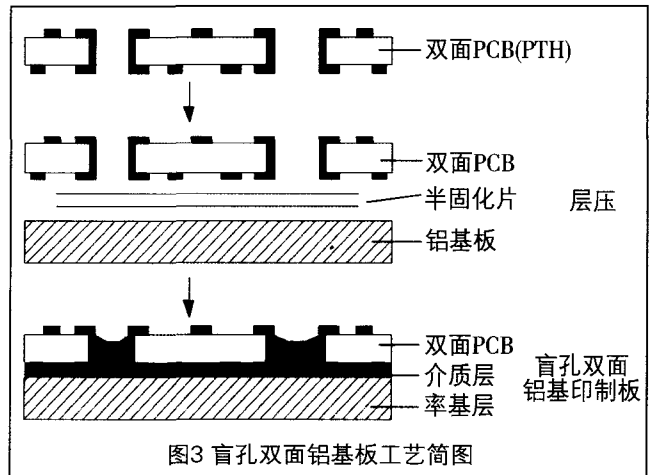 双面PCB(PTH)
双面PCB
半固化片
层压
铝基板
双面PCB
介质层
率基层
盲孔双面
铝基印制板
图3 盲孔双面铝基板工艺简图